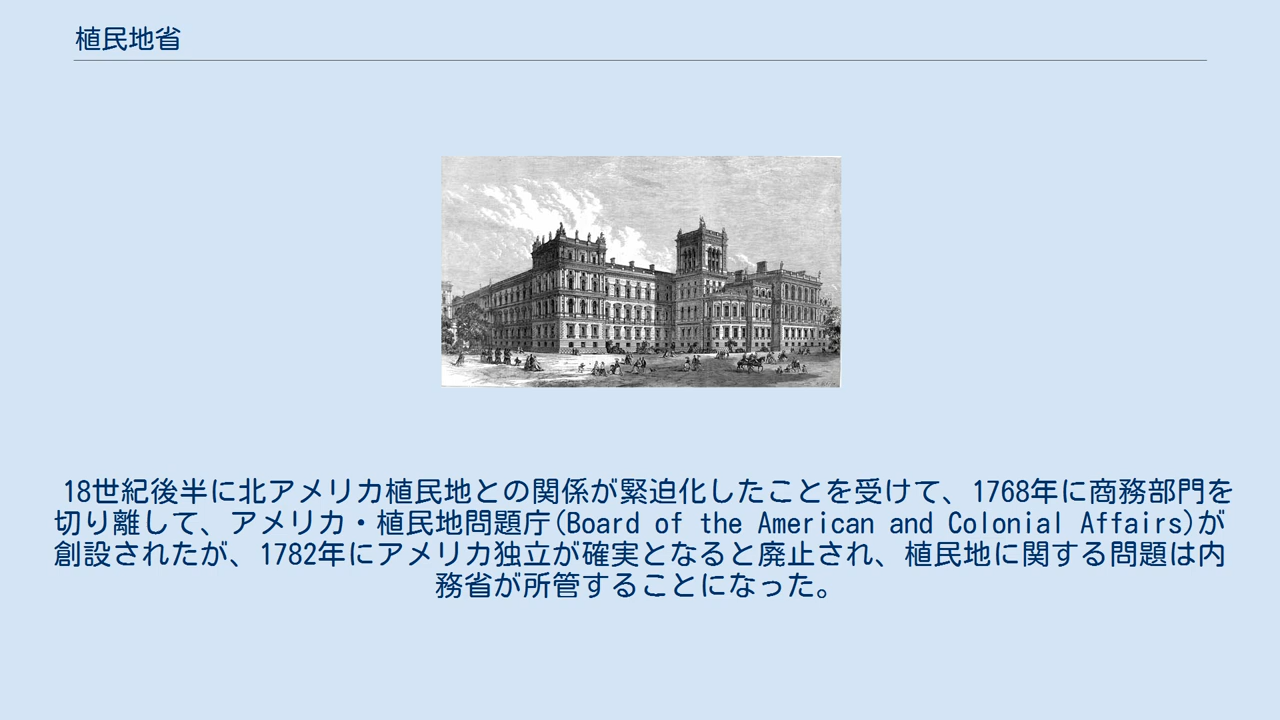 植民地省
18世紀後半に北アメリカ植民地との関係が緊迫化したことを受けて、1768年に商務部門を
切り離して、アメリカ・植民地問題庁(Board of the American and Colonial Affairs)が
創設されたが、1782年にアメリカ独立が確実となると廃止され、植民地に関する問題は内
務省が所管することになった。